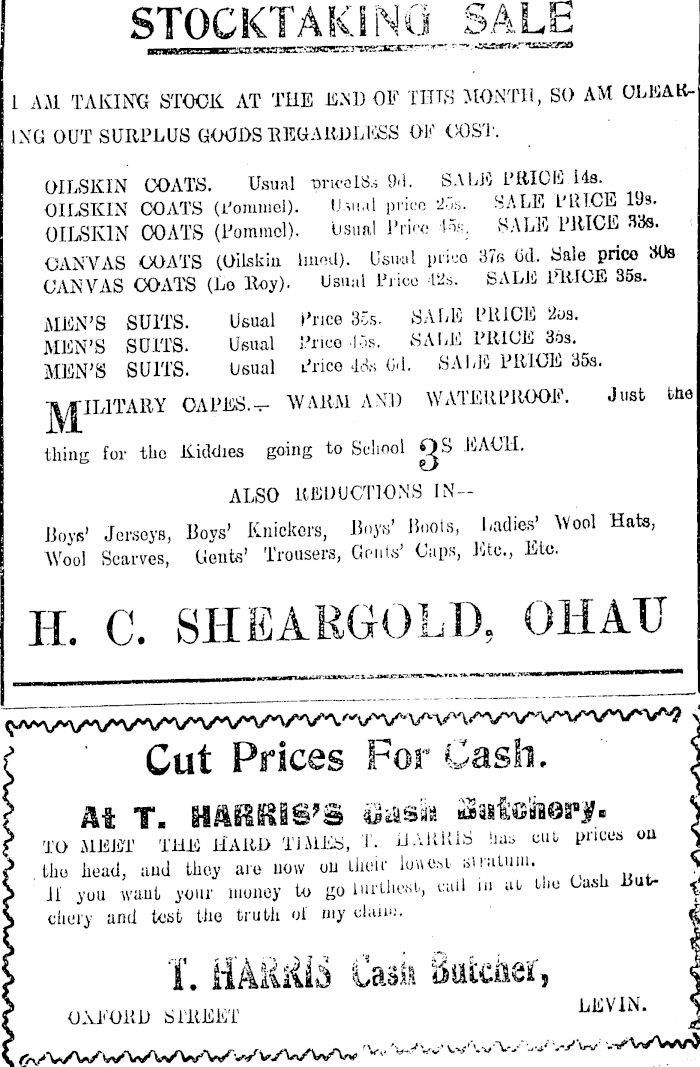 STOCKTAKING SALE
I AM TAKING STOCK AT THE END OF THIS MONTH, SO AM CLEAR-
ING OUT SURPLUS GOODS REGARDLESS OF COST.
OILSKIN COATS. Usual price 18s 9d. SALE PRICE 14s.
OILSKIN COATS (Pommel). Usual price 25s. SALE PRICE 19s.
OILSKIN COATS (Pommel). Usual Price 45s. SALE PRICE 33s.
CANVAS COATS (Oilskin lined). Usual price 37s 6d. Sale price 30s
CANVAS COATS (Le Roy). Usual Price 42s. SALE PRICE 35s.
MEN'S SUITS. Usual Price 35s. SALE PRICE
MEN'S SUITS. Usual Price 45s. SALE PRICE
MEN'S SUITS. Usual Price 48s 6d. SALE PRICE 35s.
MILITARY CAPES.— WARM AND WATERPROOF. Just the
thing for the Kiddies going to School 3S EACH.
ALSO REDUCTIONS IN--
Boys' Jerseys, Boys' Knickers, Boys' Boots, Ladies' Wool Hats,
Wool Scarves, Gents' Trousers, Gents' Caps, Etc., Etc.
H. C. SHEARGOLD, OHAU
Cut Prices For Cash.
At T. HARRIS'S Cash Butchery.
TO MEET THE HARD TIMES, T. HARRIS has cut prices on
the head, and they are now on their lowest stratum.
If you want your money to go furthest, call in at the Cash But-
chery and test the truth of my claim.
T. HARRIS Cash Butcher,
OXFORD STREET LEVIN.